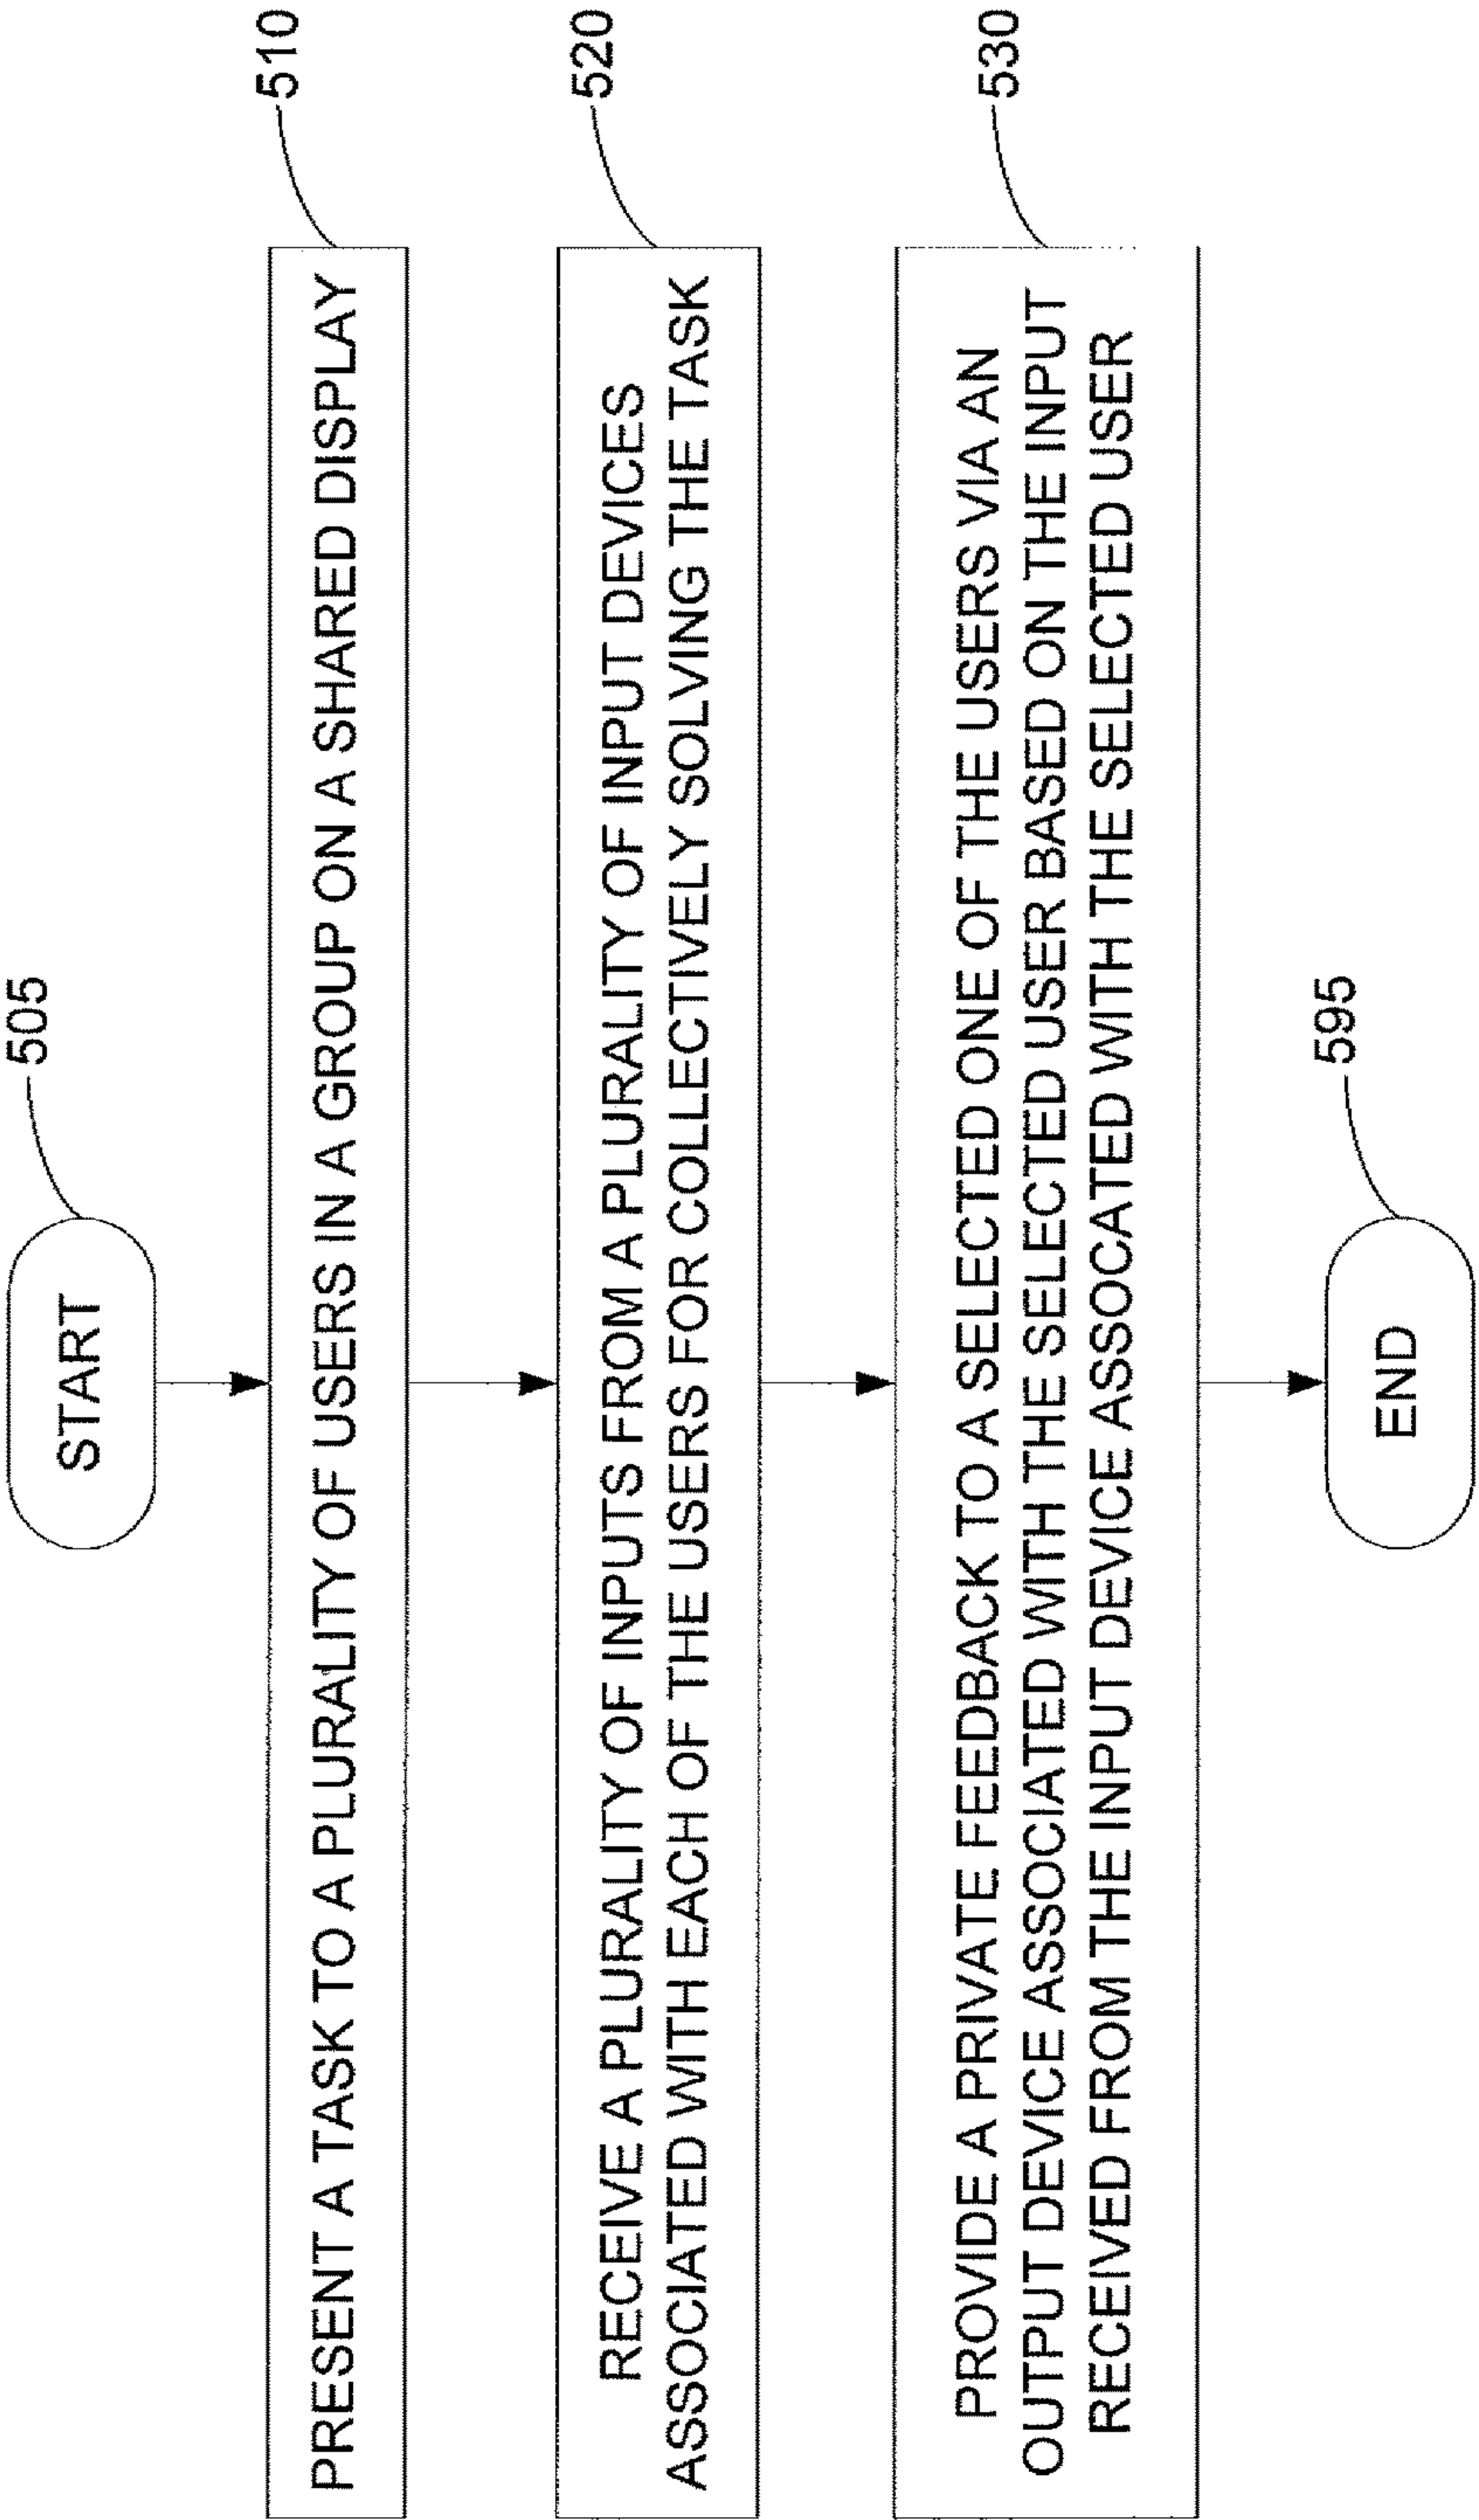 START
505
PRESENT A TASK TO A PLURALITY OF USERS IN A GROUP ON A SHARED DISPLAY
510
RECEIVE A PLURALITY OF INPUTS FROM A PLURALITY OF INPUT DEVICES
ASSOCIATED WITH EACH OF THE USERS FOR COLLECTIVELY SOLVING THE TASK
520
PROVIDE A PRIVATE FEEDBACK TO A SELECTED ONE OF THE USERS VIA AN
OUTPUT DEVICE ASSOCIATED WITH THE SELECTED USER BASED ON THE INPUT
RECEIVED FROM THE INPUT DEVICE ASSOCATED WITH THE SELECTED USER
530
END
595